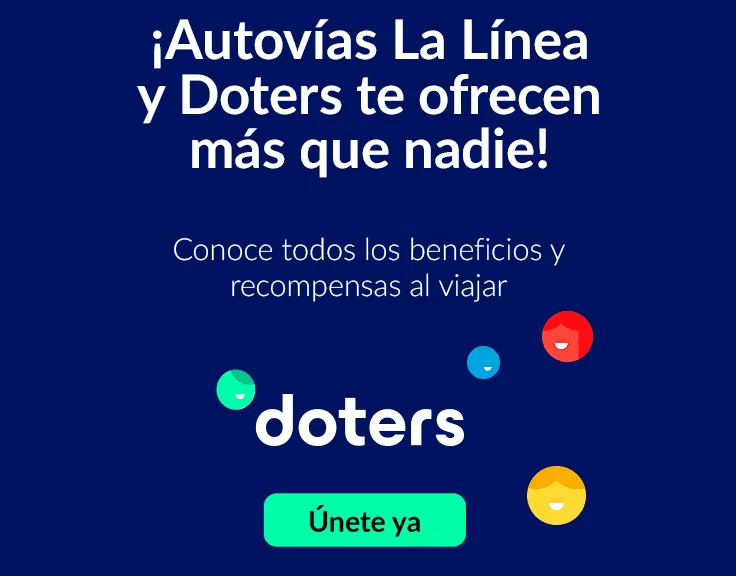 ¡Autovías La Línea
y Doters te ofrecen
más que nadie!
Conoce todos los beneficios y
recompensas al viajar
doters
Únete ya